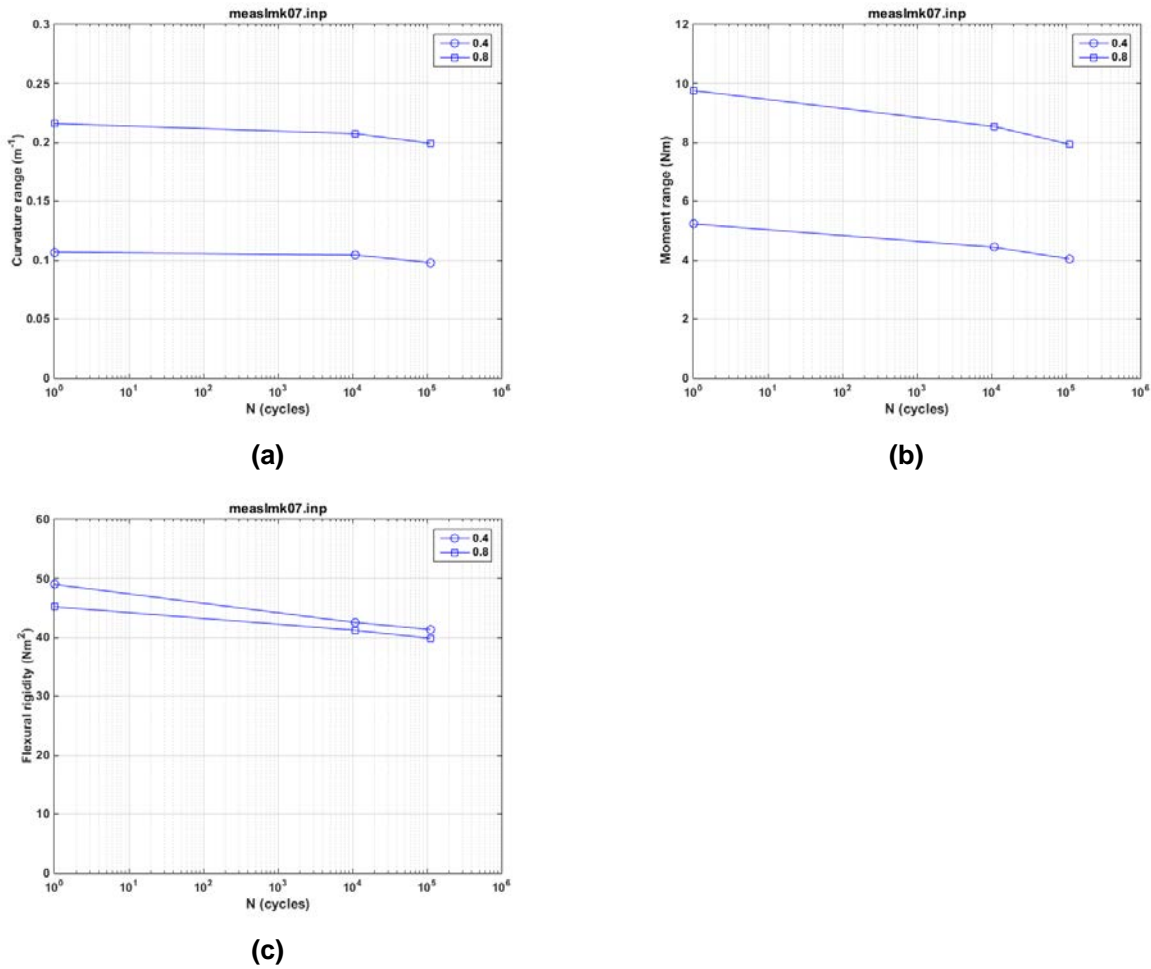 measlmk07.inp
0.4
0.8
0.3
0.25
0.2
0.15
0.1
0.05
0
Curvature range (m⁻¹)
10⁰ 10¹ 10² 10³ 10⁴ 10⁵ 10⁶
N (cycles)
(a)
measlmk07.inp
0.4
0.8
12
10
8
6
4
2
0
Moment range (Nm)
10⁰ 10¹ 10² 10³ 10⁴ 10⁵ 10⁶
N (cycles)
(b)
measlmk07.inp
0.4
0.8
60
50
40
30
20
10
0
Flexural rigidity (Nm²)
10⁰ 10¹ 10² 10³ 10⁴ 10⁵ 10⁶
N (cycles)
(c)